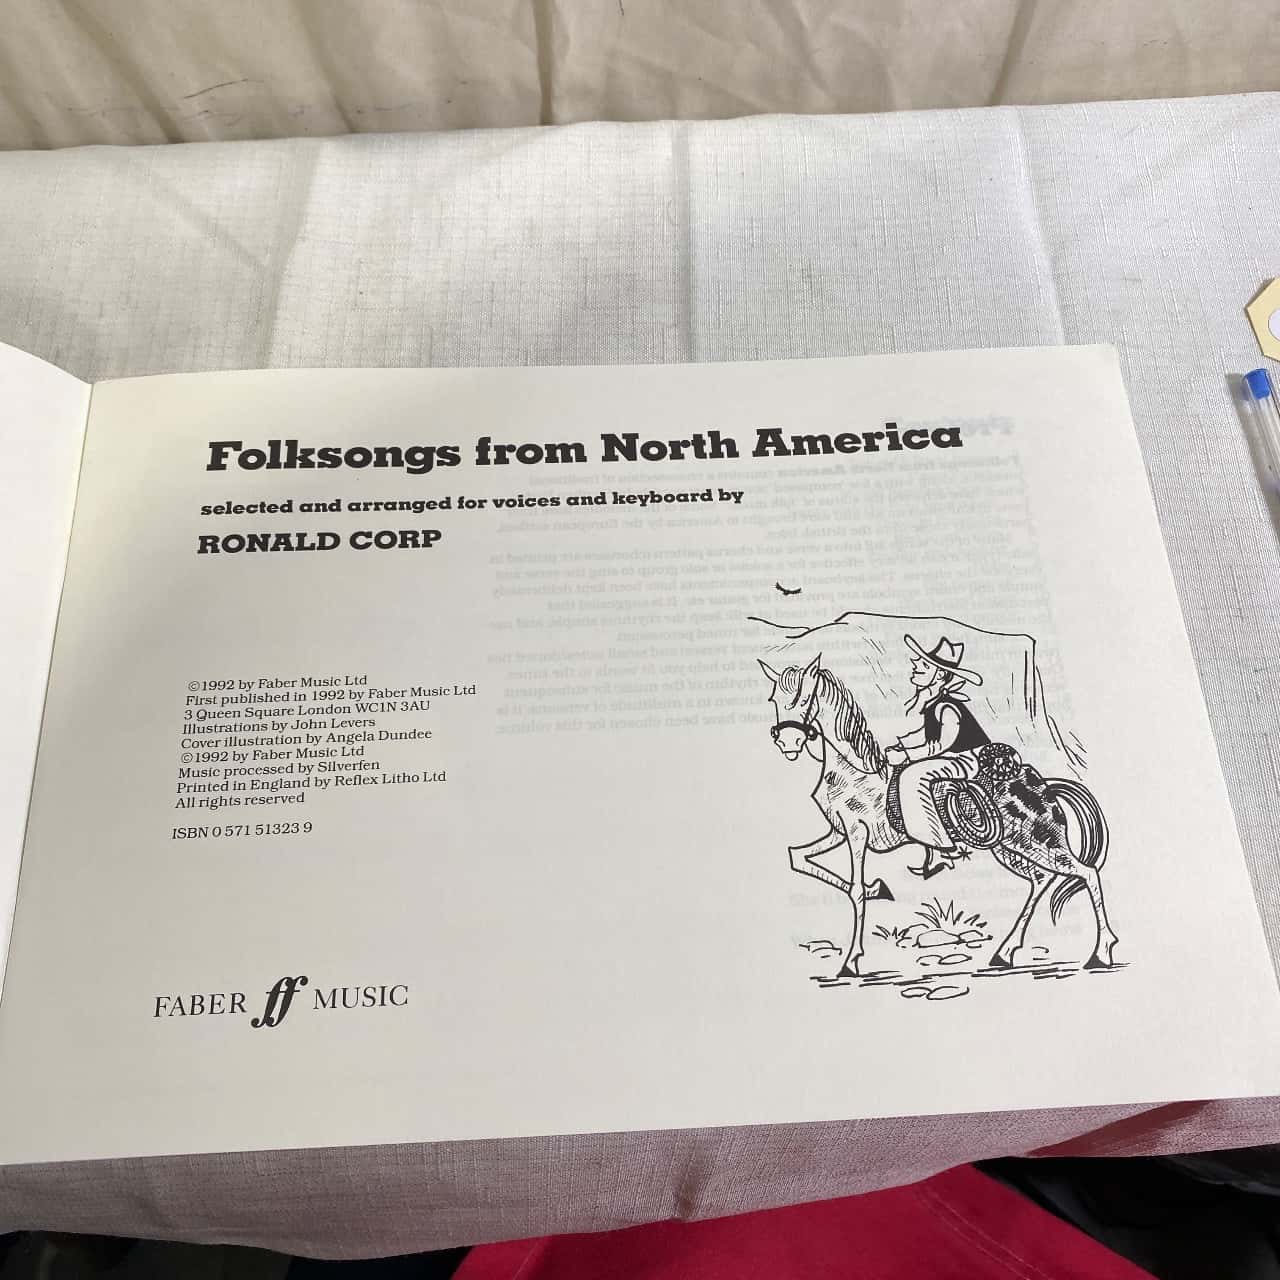 Folksongs from North America
selected and arranged for voices and keyboard by
RONALD CORP
©1992 by Faber Music Ltd
First published in 1992 by Faber Music Ltd
3 Queen Square London WC1N 3AU
Illustrations by John Levers
Cover illustration by Angela Dundee
©1992 by Faber Music Ltd
Music processed by Silverfen
Printed in England by Reflex Litho Ltd
All rights reserved
ISBN 0 571 51323 9
FABER ff MUSIC